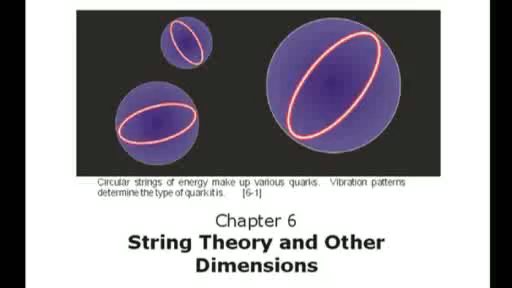 Circular strings of energy make up various quarks. Vibration patterns
determine the type of quark it is. [6-1]
Chapter 6
String Theory and Other
Dimensions